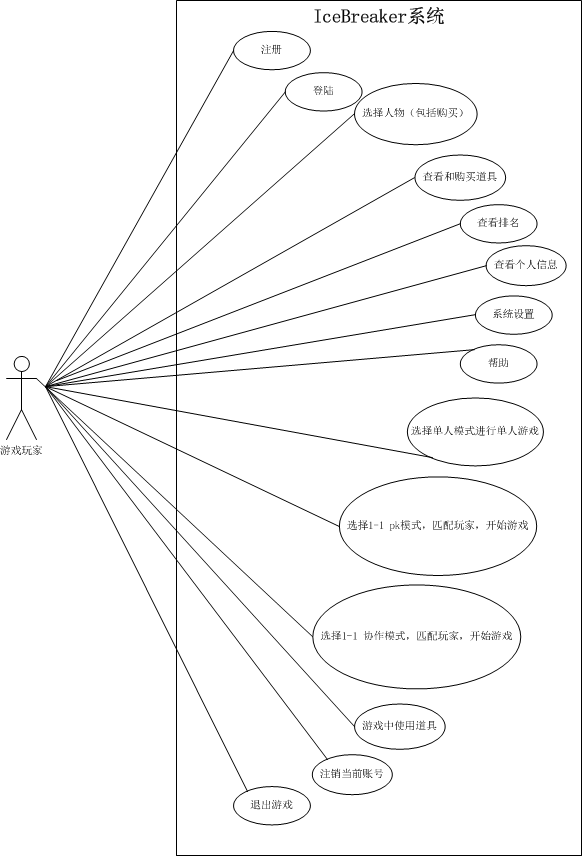 IceBreaker系统
注册
登陆
选择人物（包括购买）
查看和购买道具
查看排名
查看个人信息
系统设置
帮助
选择单人模式进行单人游戏
游戏玩家
选择1-1 pk模式，匹配玩家，开始游戏
选择1-1 协作模式，匹配玩家，开始游戏
游戏中使用道具
注销当前账号
退出游戏